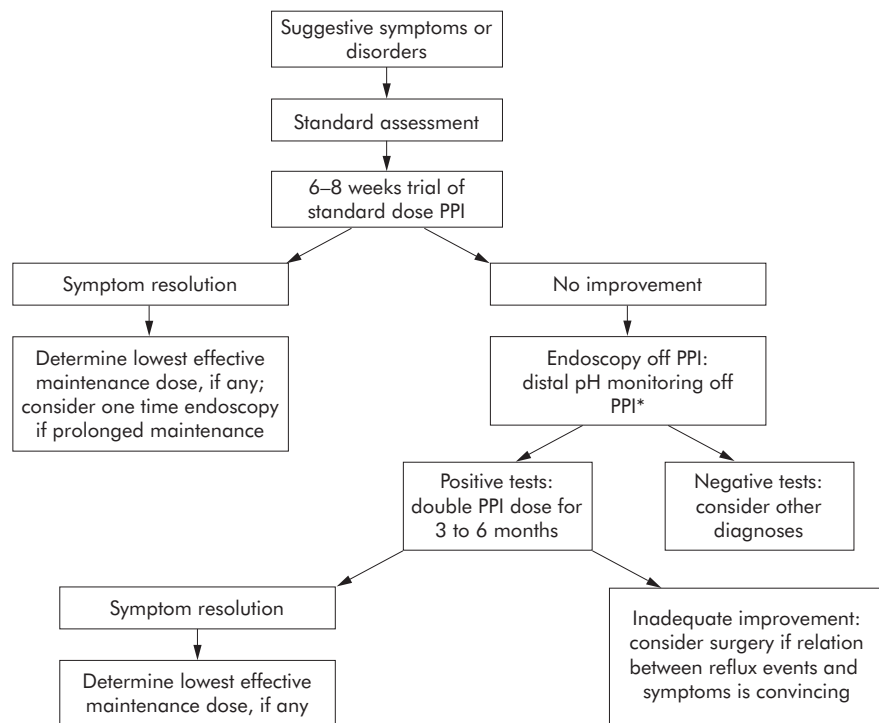 Suggestive symptoms or
disorders
Standard assessment
6–8 weeks trial of
standard dose PPI
Symptom resolution
No improvement
Determine lowest effective
maintenance dose, if any;
consider one time endoscopy
if prolonged maintenance
Endoscopy off PPI:
distal pH monitoring off
PPI*
Positive tests:
double PPI dose for
3 to 6 months
Negative tests:
consider other
diagnoses
Symptom resolution
Inadequate improvement:
consider surgery if relation
between reflux events and
symptoms is convincing
Determine lowest effective
maintenance dose, if any